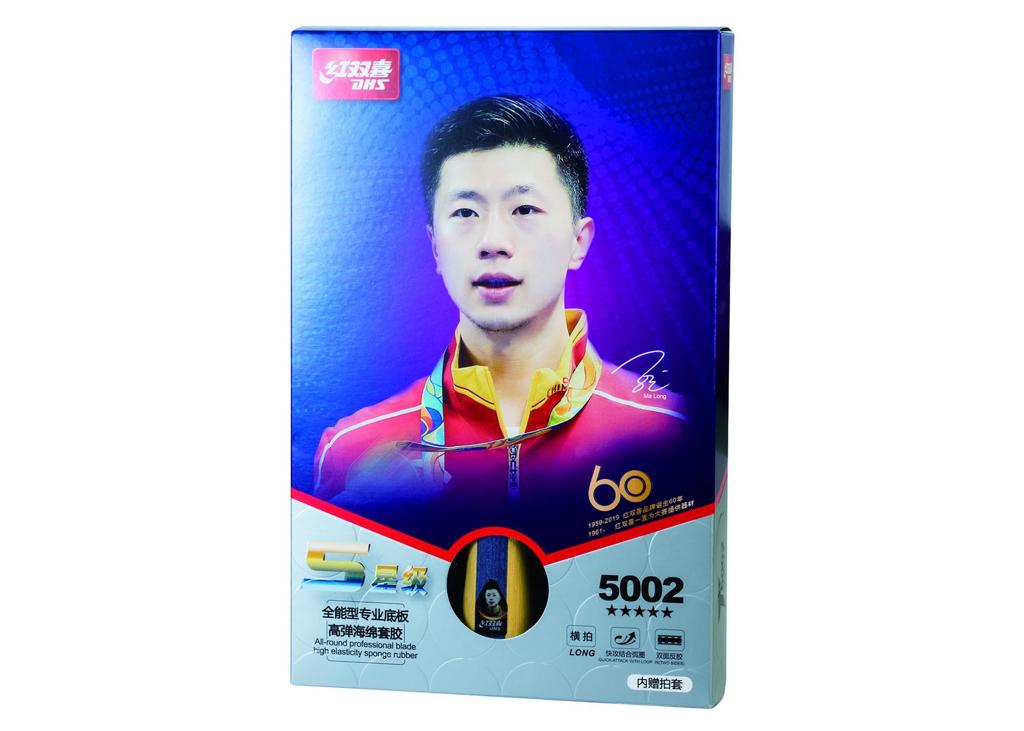 红双喜
DHS
Ma Long
60
1959-2019 红双喜品牌诞生60年
1961- 红双喜一直为大赛提供器材
5星级
全能型专业底板
高弹海绵套胶
All-round professional blade
high elasticity sponge rubber
红双喜
DHS
5002
★★★★★
横拍
LONG
快攻结合弧圈
QUICK-ATTACK WITH LOOP
双面反胶
IN(TWO SIDES)
内赠拍套